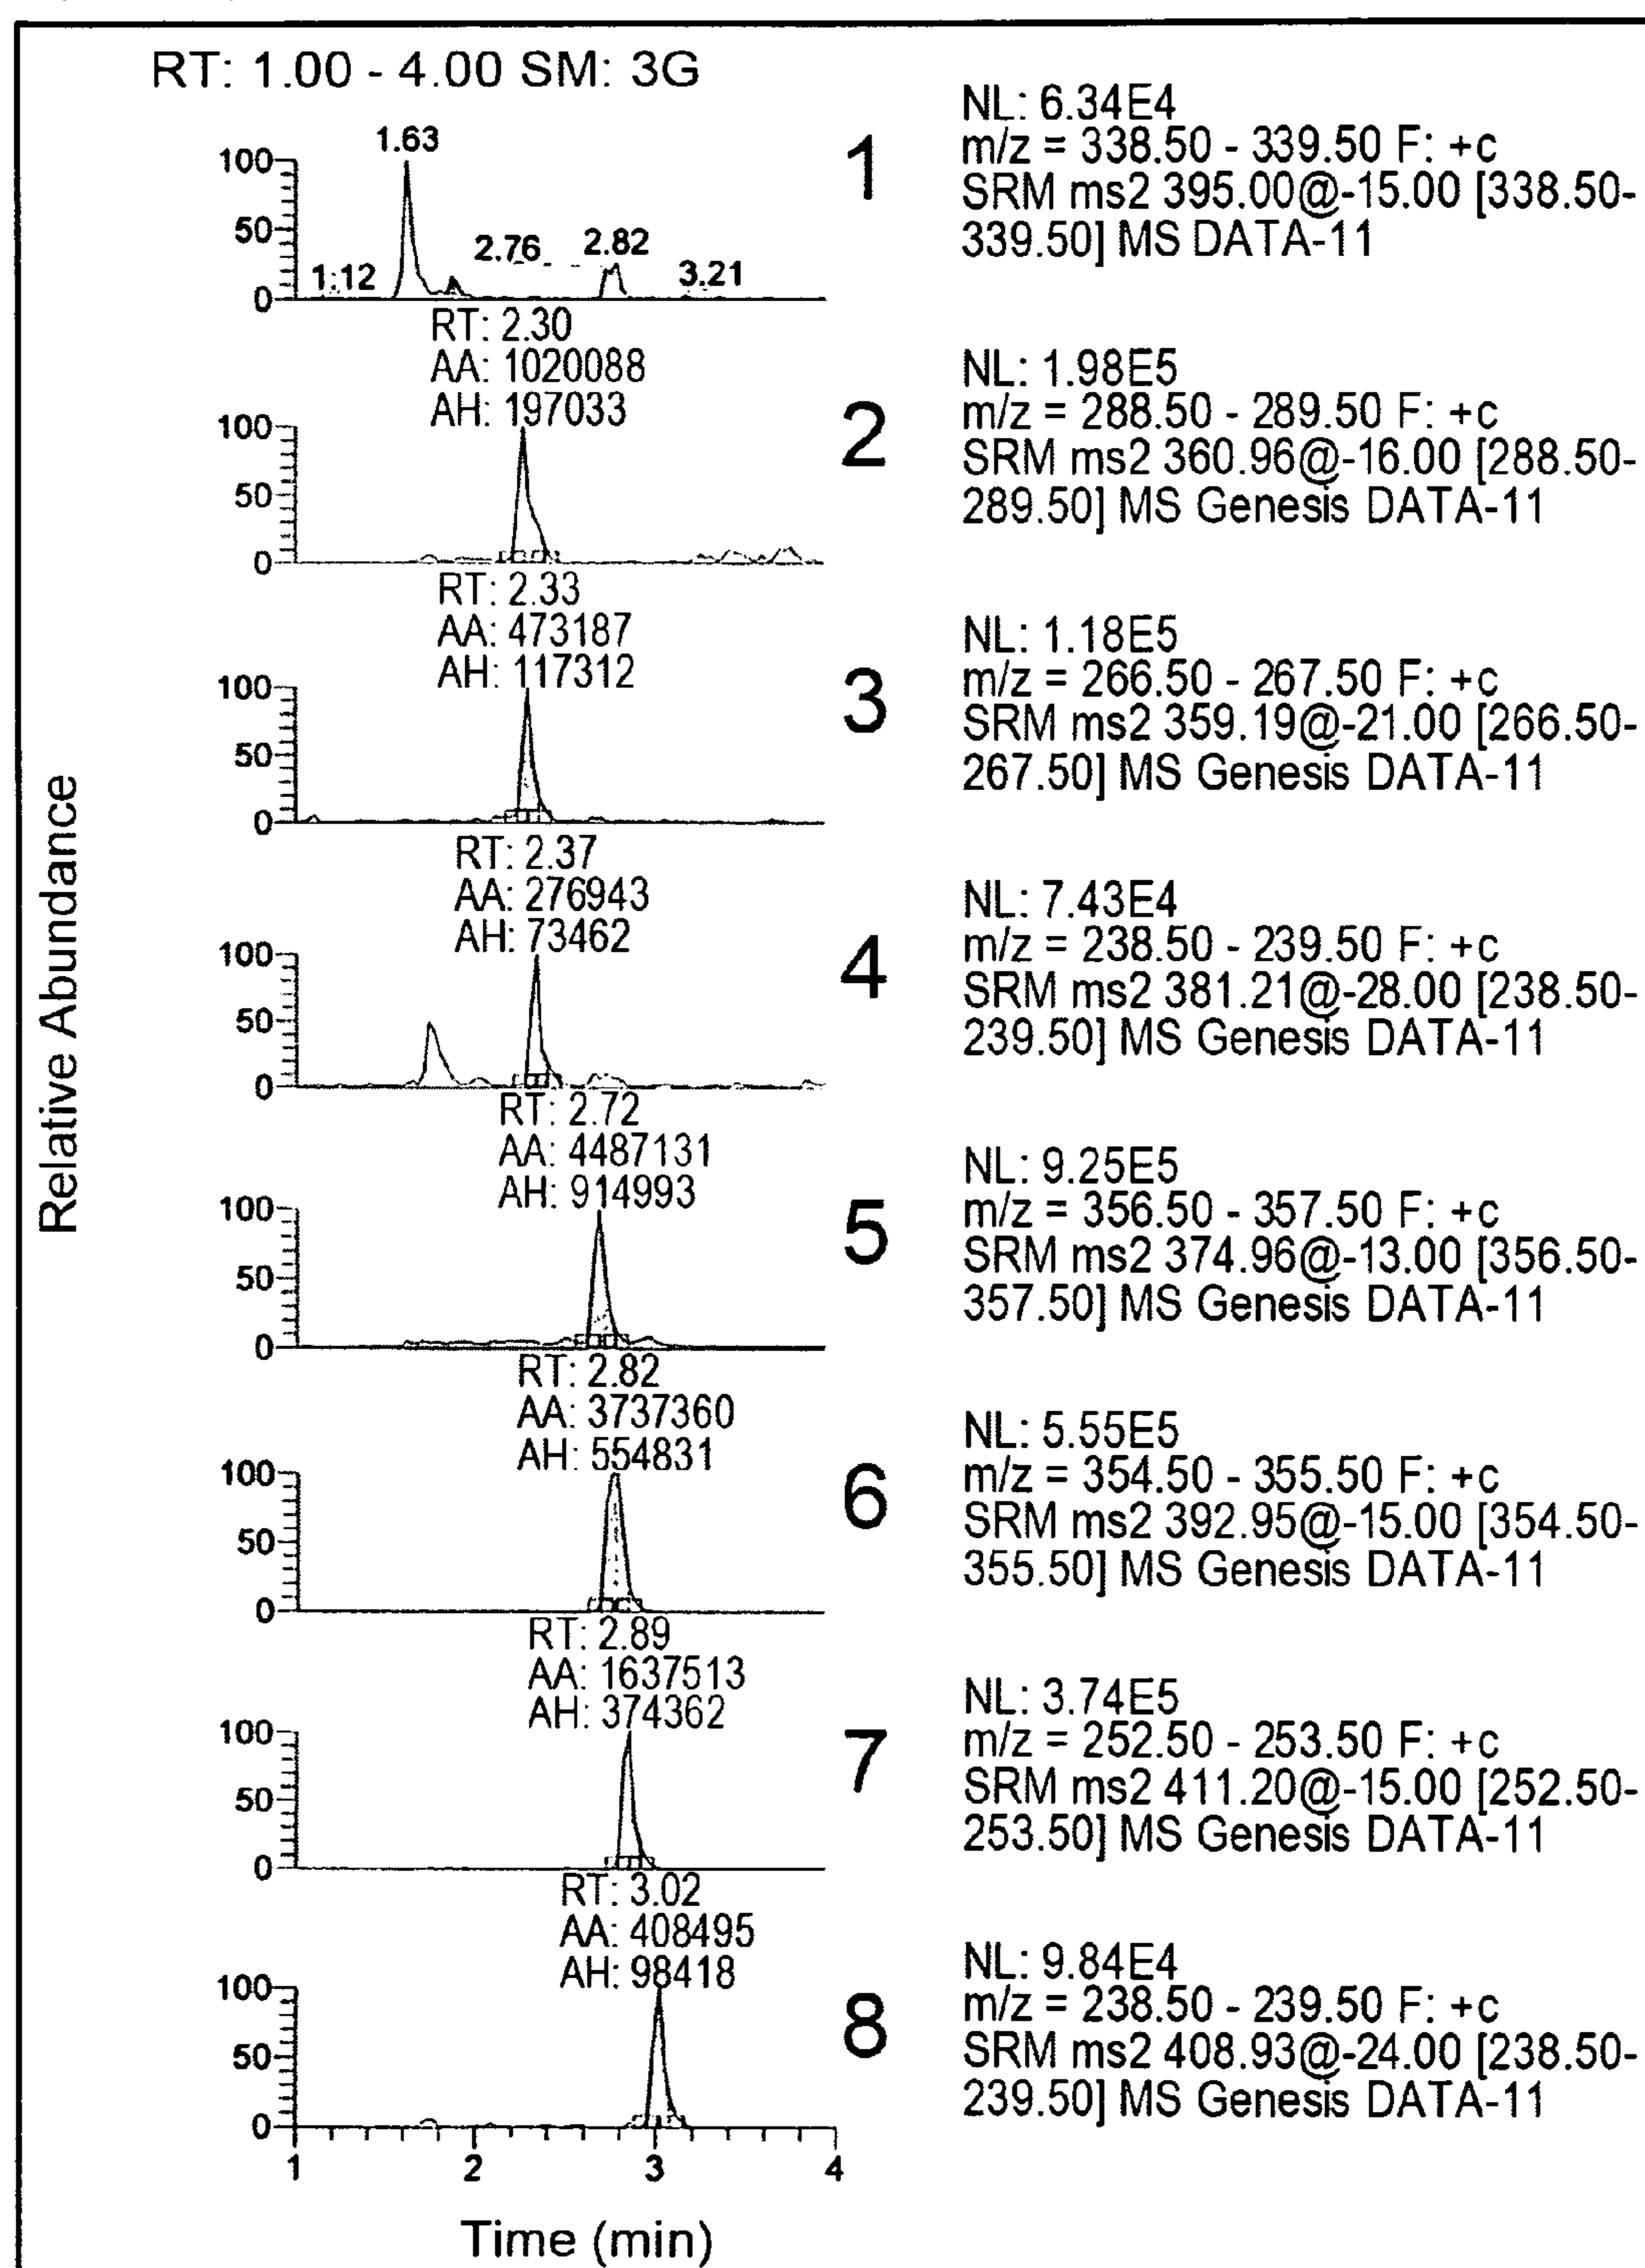 RT: 1.00 - 4.00 SM: 3G
Relative Abundance
1.63
1.12
2.76
2.82
3.21
100
50
0
1
NL: 6.34E4
m/z = 338.50 - 339.50 F: +c
SRM ms2 395.00@-15.00 [338.50-
339.50] MS DATA-11
RT: 2.30
AA: 1020088
AH: 197033
100
50
0
2
NL: 1.98E5
m/z = 288.50 - 289.50 F: +c
SRM ms2 360.96@-16.00 [288.50-
289.50] MS Genesis DATA-11
RT: 2.33
AA: 473187
AH: 117312
100
50
0
3
NL: 1.18E5
m/z = 266.50 - 267.50 F: +c
SRM ms2 359.19@-21.00 [266.50-
267.50] MS Genesis DATA-11
RT: 2.37
AA: 276943
AH: 73462
100
50
0
4
NL: 7.43E4
m/z = 238.50 - 239.50 F: +c
SRM ms2 381.21@-28.00 [238.50-
239.50] MS Genesis DATA-11
RT: 2.72
AA: 4487131
AH: 914993
100
50
0
5
NL: 9.25E5
m/z = 356.50 - 357.50 F: +c
SRM ms2 374.96@-13.00 [356.50-
357.50] MS Genesis DATA-11
RT: 2.82
AA: 3737360
AH: 554831
100
50
0
6
NL: 5.55E5
m/z = 354.50 - 355.50 F: +c
SRM ms2 392.95@-15.00 [354.50-
355.50] MS Genesis DATA-11
RT: 2.89
AA: 1637513
AH: 374362
100
50
0
7
NL: 3.74E5
m/z = 252.50 - 253.50 F: +c
SRM ms2 411.20@-15.00 [252.50-
253.50] MS Genesis DATA-11
RT: 3.02
AA: 408495
AH: 98418
100
50
0
8
NL: 9.84E4
m/z = 238.50 - 239.50 F: +c
SRM ms2 408.93@-24.00 [238.50-
239.50] MS Genesis DATA-11
1 2 3 4
Time (min)